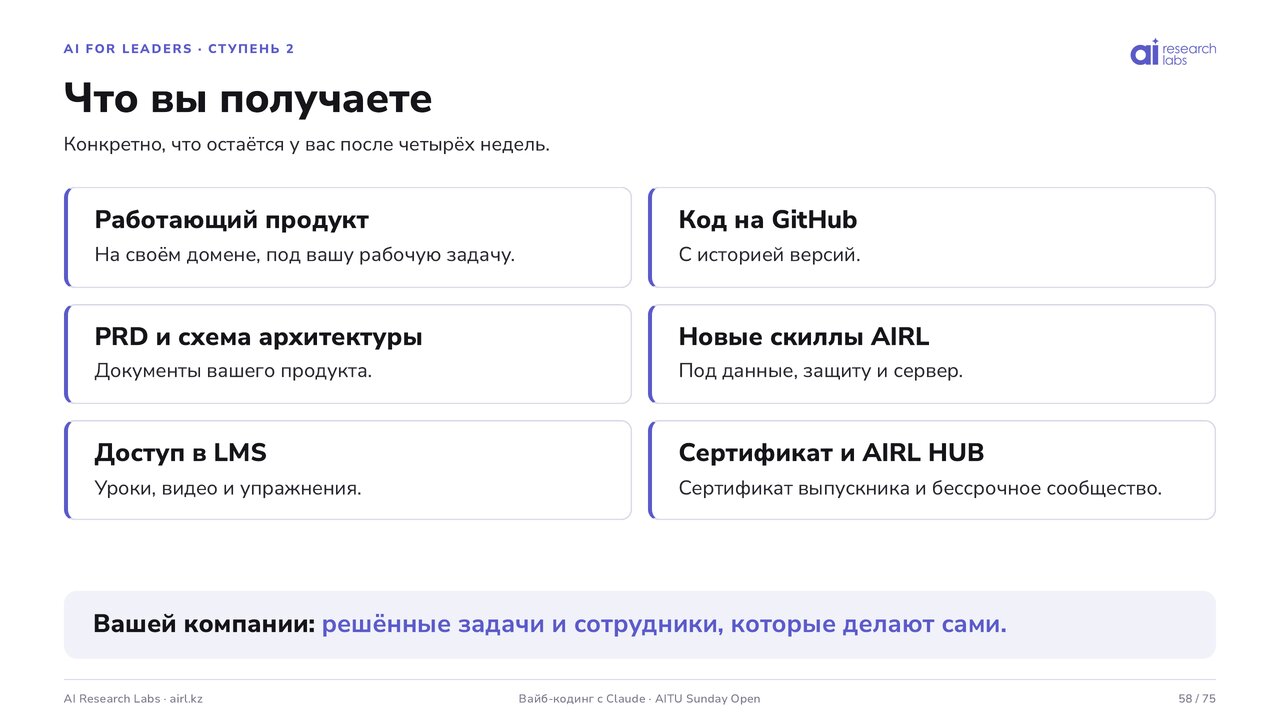 AI FOR LEADERS · СТУПЕНЬ 2
ai research labs
Что вы получаете
Конкретно, что остаётся у вас после четырёх недель.
Работающий продукт
На своём домене, под вашу рабочую задачу.
Код на GitHub
С историей версий.
PRD и схема архитектуры
Документы вашего продукта.
Новые скиллы AIRL
Под данные, защиту и сервер.
Доступ в LMS
Уроки, видео и упражнения.
Сертификат и AIRL HUB
Сертификат выпускника и бессрочное сообщество.
Вашей компании: решённые задачи и сотрудники, которые делают сами.
AI Research Labs · airl.kz
Вайб-кодинг с Claude · AITU Sunday Open
58 / 75